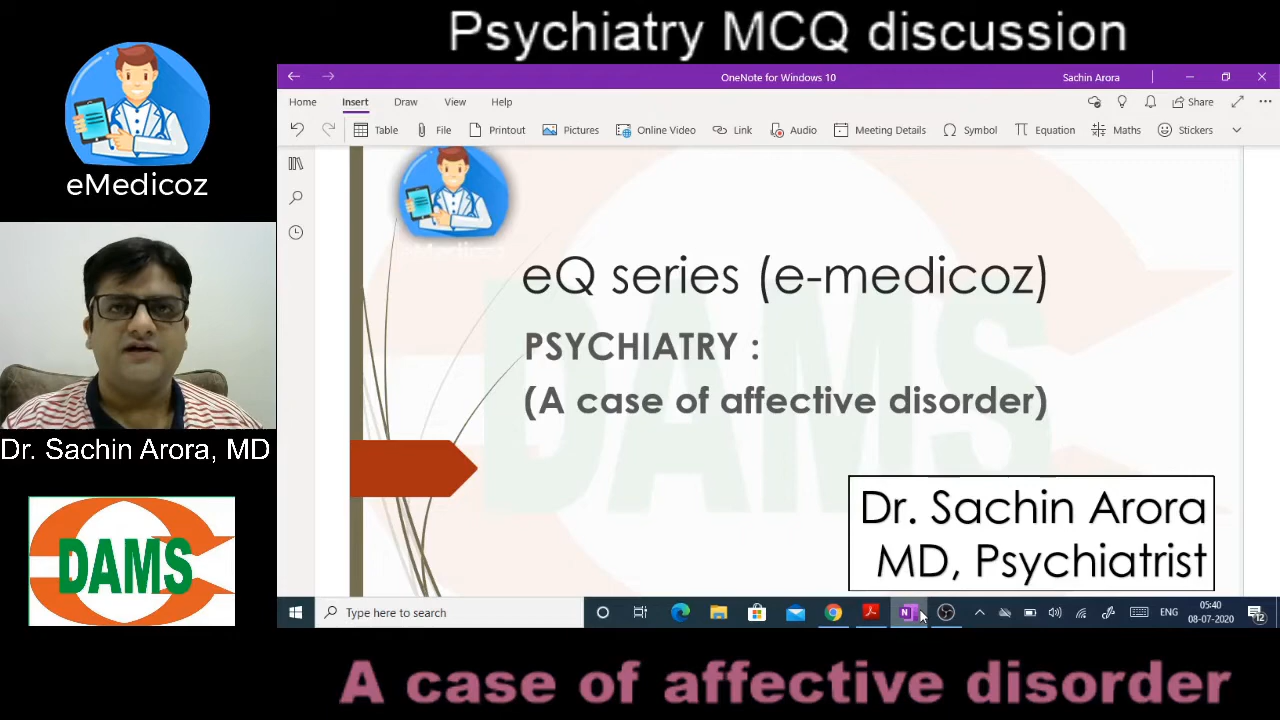 Psychiatry MCQ discussion
eMedicoz
Dr. Sachin Arora, MD
DAMS
OneNote for Windows 10
Sachin Arora
Home Insert Draw View Help
Share
Table File Printout Pictures Online Video Link Audio Meeting Details Symbol Equation Maths Stickers
eQ series (e-medicoz)
PSYCHIATRY :
(A case of affective disorder)
DAMS
Dr. Sachin Arora
MD, Psychiatrist
Type here to search
N
ENG
05:40
08-07-2020
12
A case of affective disorder